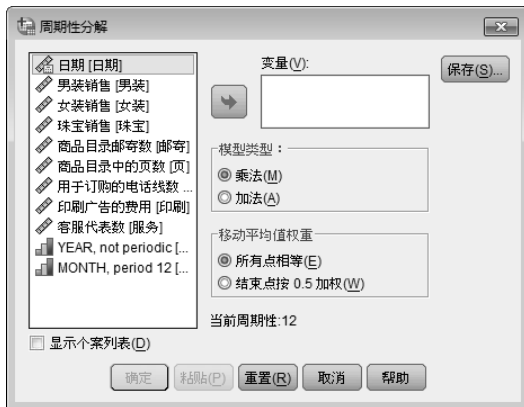 周期性分解
日期 [日期]
男装销售 [男装]
女装销售 [女装]
珠宝销售 [珠宝]
商品目录邮寄数 [邮寄]
商品目录中的页数 [页]
用于订购的电话线数 ...
印刷广告的费用 [印刷]
客服代表数 [服务]
YEAR, not periodic [...
MONTH, period 12 [...
显示个案列表(D)
变量(V):
保存(S)...
模型类型：
乘法(M)
加法(A)
移动平均值权重
所有点相等(E)
结束点按 0.5 加权(W)
当前周期性:12
确定
粘贴(P)
重置(R)
取消
帮助